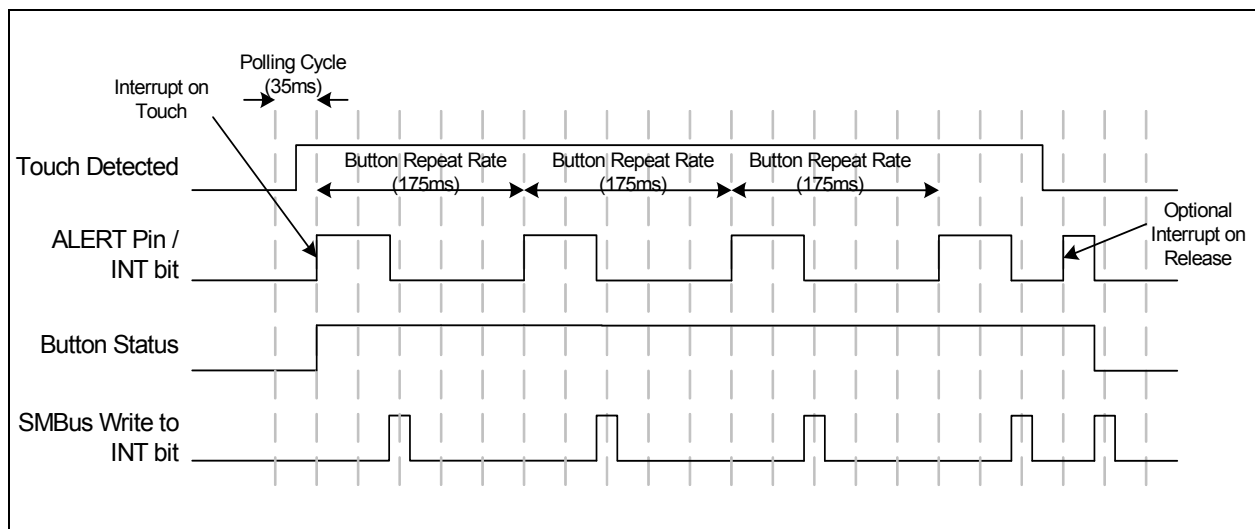 Polling Cycle
(35ms)
Interrupt on
Touch
Touch Detected
Button Repeat Rate
(175ms)
Button Repeat Rate
(175ms)
Button Repeat Rate
(175ms)
ALERT Pin /
INT bit
Optional
Interrupt on
Release
Button Status
SMBus Write to
INT bit